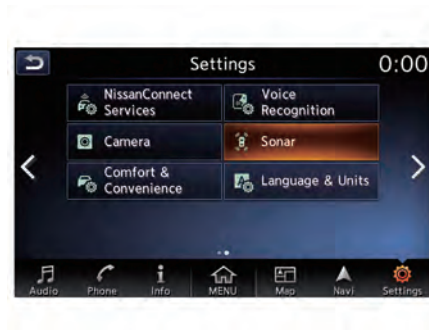 Settings
0:00
NissanConnect
Services
Voice
Recognition
Camera
Sonar
Comfort &
Convenience
Language & Units
Audio
Phone
Info
MENU
Map
Navi
Settings